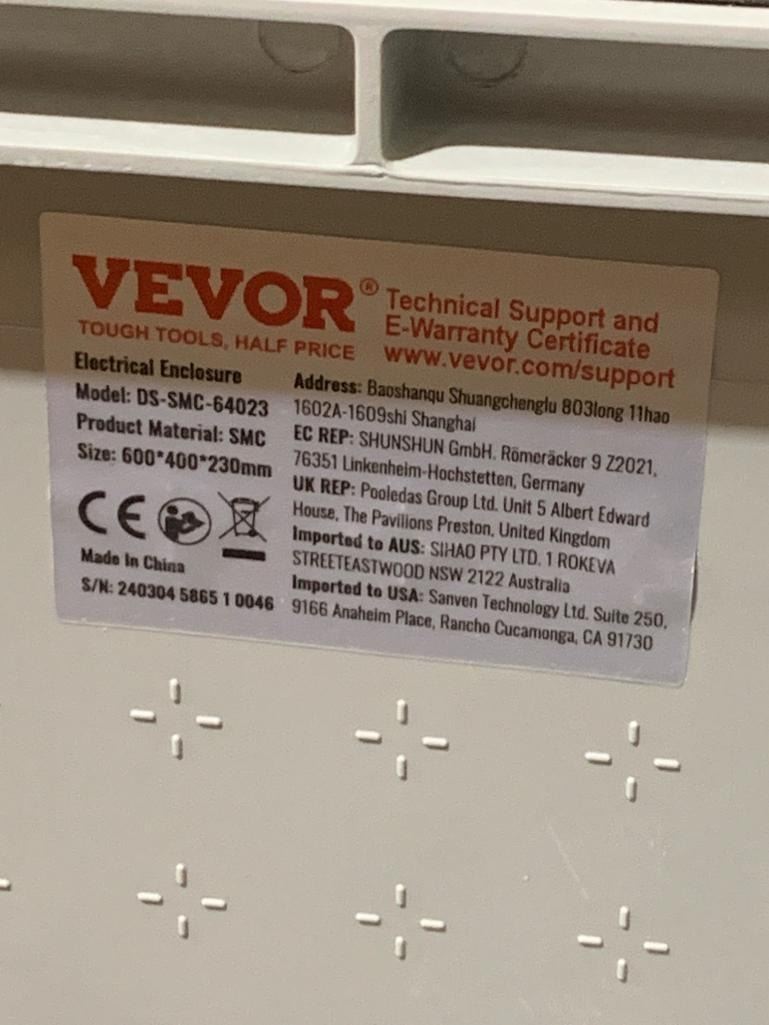 VEVOR®
TOUGH TOOLS, HALF PRICE
Technical Support and
E-Warranty Certificate
www.vevor.com/support
Electrical Enclosure
Model: DS-SMC-64023
Product Material: SMC
Size: 600*400*230mm
CE
Made In China
S/N: 240304 5865 1 0046
Address: Baoshanqu Shuangchenglu 803long 11hao
1602A-1609shi Shanghai
EC REP: SHUNSHUN GmbH. Römeräcker 9 Z2021,
76351 Linkenheim-Hochstetten, Germany
UK REP: Pooledas Group Ltd. Unit 5 Albert Edward
House, The Pavilions Preston, United Kingdom
Imported to AUS: SIHAO PTY LTD. 1 ROKEVA
STREETEASTWOOD NSW 2122 Australia
Imported to USA: Sanven Technology Ltd. Suite 250,
9166 Anaheim Place, Rancho Cucamonga, CA 91730